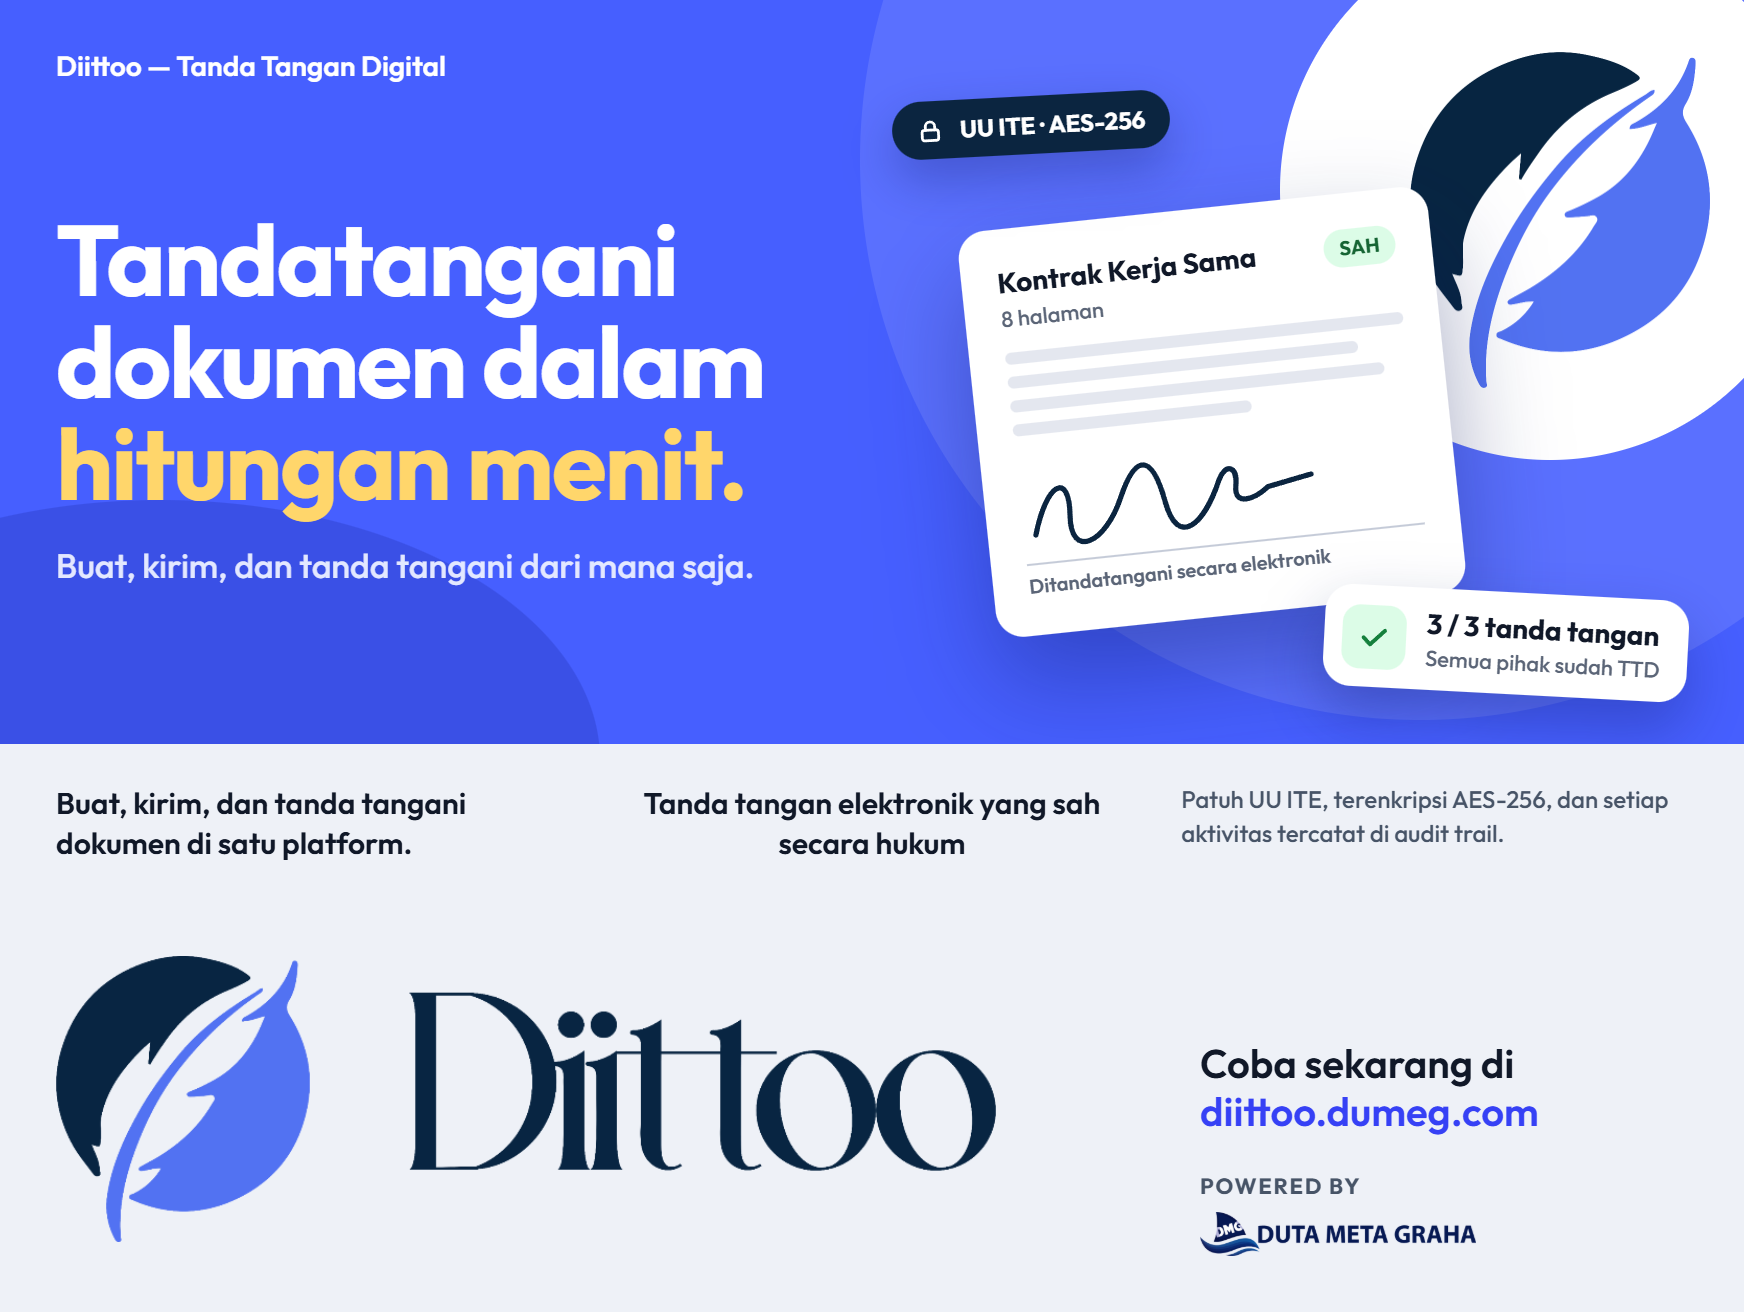 Diittoo — Tanda Tangan Digital
UU ITE · AES-256
Tandatangani
dokumen dalam
hitungan menit.
Buat, kirim, dan tanda tangani dari mana saja.
Kontrak Kerja Sama
SAH
8 halaman
Ditandatangani secara elektronik
3 / 3 tanda tangan
Semua pihak sudah TTD
Buat, kirim, dan tanda tangani
dokumen di satu platform.
Tanda tangan elektronik yang sah
secara hukum
Patuh UU ITE, terenkripsi AES-256, dan setiap
aktivitas tercatat di audit trail.
Diittoo
Coba sekarang di
diittoo.dumeg.com
POWERED BY
DMG DUTA META GRAHA